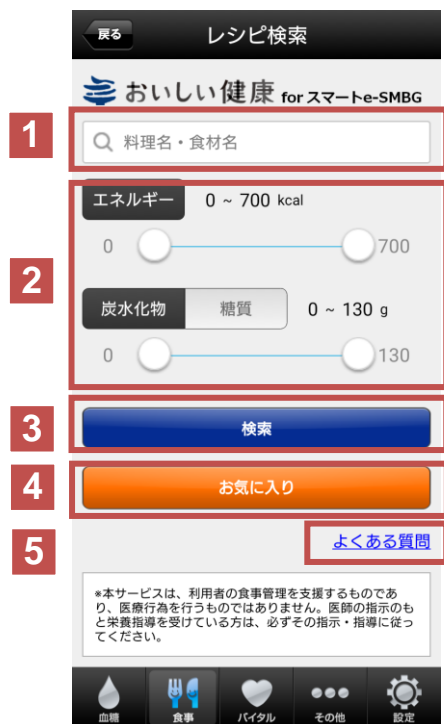 戻る
レシピ検索
おいしい健康 for スマートe-SMBG
1
料理名・食材名
エネルギー 0 ~ 700 kcal
0 700
2
炭水化物 糖質 0 ~ 130 g
0 130
3
検索
4
お気に入り
5
よくある質問
*本サービスは、利用者の食事管理を支援するものであ
り、医療行為を行うものではありません。医師の指示のも
と栄養指導を受けている方は、必ずその指示・指導に従っ
てください。
血糖 食事 バイタル その他 設定